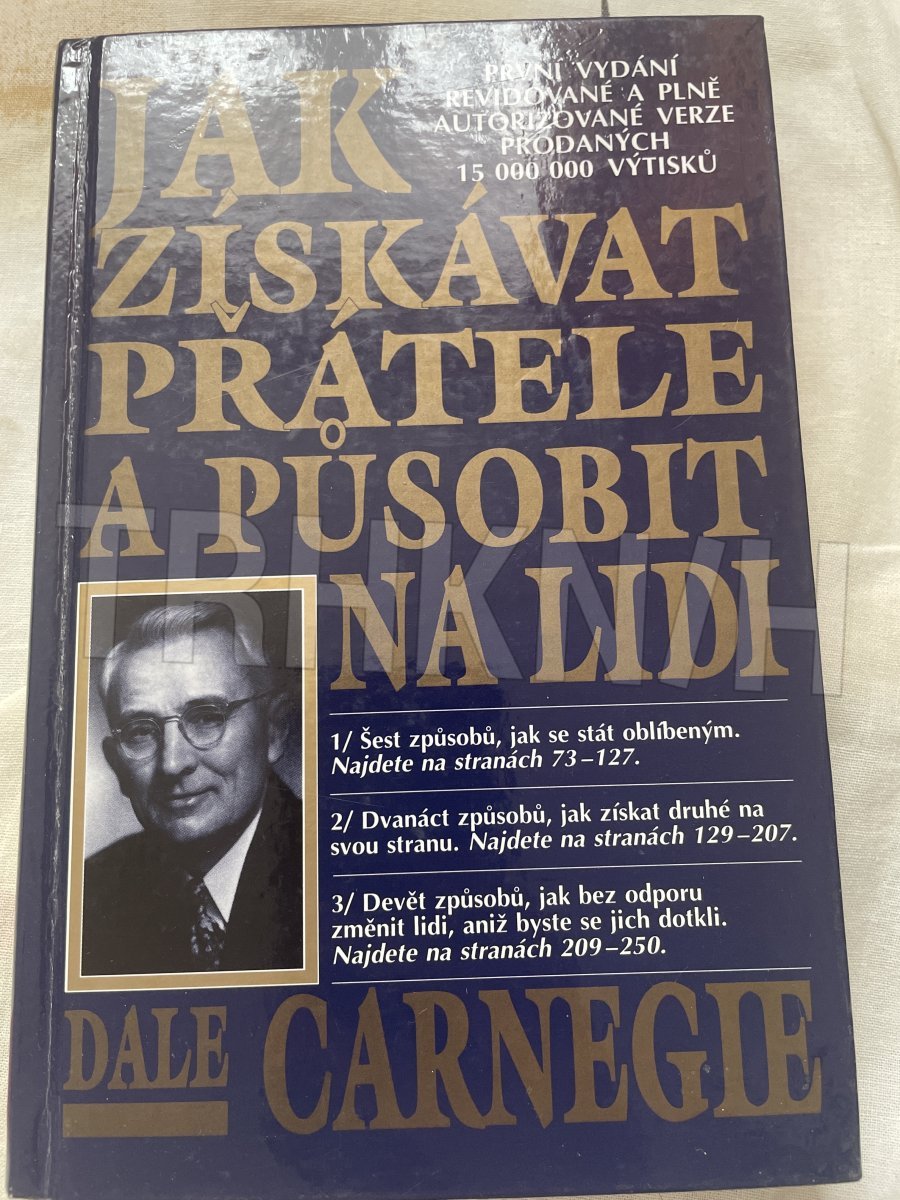 PRVNÍ VYDÁNÍ
REVIDOVANÉ A PLNĚ
AUTORIZOVANÉ VERZE
PRODANÝCH
15 000 000 VÝTISKŮ
JAK
ZÍSKÁVAT
PŘÁTELE
A PŮSOBIT
NA LIDI
TRHKNIH
1/ Šest způsobů, jak se stát oblíbeným.
Najdete na stranách 73–127.
2/ Dvanáct způsobů, jak získat druhé na
svou stranu. Najdete na stranách 129–207.
3/ Devět způsobů, jak bez odporu
změnit lidi, aniž byste se jich dotkli.
Najdete na stranách 209–250.
DALE CARNEGIE